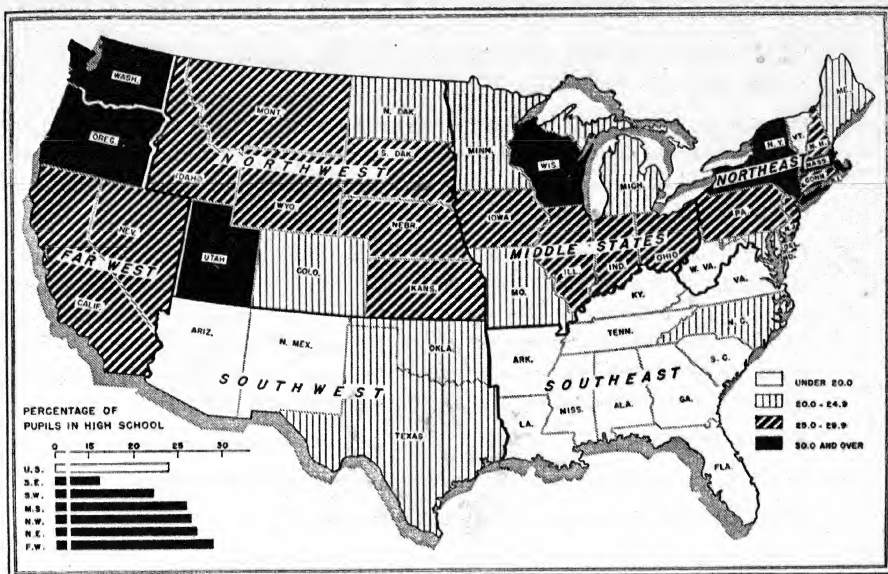 WASH.
OREG.
IDAHO
MONT.
N. DAK.
S. DAK.
NORTHWEST
WYO.
NEBR.
KANS.
COLO.
NEV.
UTAH
FAR WEST
CALIF.
MINN.
WIS.
MICH.
IOWA
MIDDLE STATES
ILL.
IND.
OHIO
MO.
N.Y.
VT.
N.H.
ME.
MASS.
CONN.
NORTHEAST
PA.
W. VA.
VA.
KY.
TENN.
N. C.
S. C.
ARK.
SOUTHEAST
LA.
MISS.
ALA.
GA.
FLA.
ARIZ.
N. MEX.
OKLA.
SOUTHWEST
TEXAS
UNDER 20.0
20.0 - 24.9
25.0 - 29.9
30.0 AND OVER
PERCENTAGE OF
PUPILS IN HIGH SCHOOL
0 15 20 25 30
U.S.
S.E.
S.W.
M.S.
N.W.
N.E.
F.W.